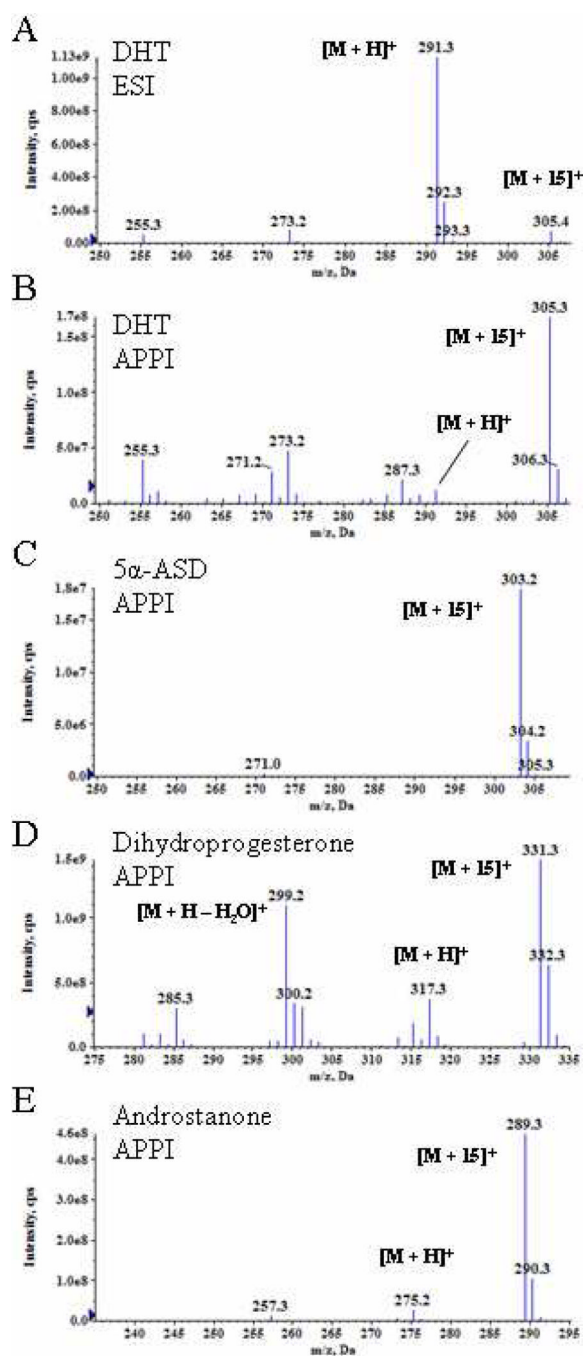 A
DHT
ESI
[M + H]+
291.3
[M + 15]+
255.3
273.2
292.3
293.3
305.4
Intensity, cps
1.13e9
1.00e9
8.00e8
6.00e8
4.00e8
2.00e8
0.00
250 255 260 265 270 275 280 285 290 295 300 305
m/z, Da
B
DHT
APPI
305.3
[M + 15]+
[M + H]+
255.3
271.2
273.2
287.3
306.3
Intensity, cps
1.7e8
1.5e8
1.0e8
5.0e7
0.0
250 255 260 265 270 275 280 285 290 295 300 305
m/z, Da
C
5α-ASD
APPI
303.2
[M + 15]+
271.0
304.2
305.3
Intensity, cps
1.8e7
1.5e7
1.0e7
5.0e6
0.0
250 255 260 265 270 275 280 285 290 295 300 305
m/z, Da
D
Dihydroprogesterone
APPI
331.3
[M + 15]+
[M + H – H₂O]+
299.2
[M + H]+
285.3
300.2
317.3
332.3
Intensity, cps
1.5e9
1.0e9
5.0e8
0.0
275 280 285 290 295 300 305 310 315 320 325 330 335
m/z, Da
E
Androstanone
APPI
289.3
[M + 15]+
[M + H]+
257.3
275.2
290.3
Intensity, cps
4.6e8
4.0e8
3.0e8
2.0e8
1.0e8
0.0
240 245 250 255 260 265 270 275 280 285 290 295
m/z, Da